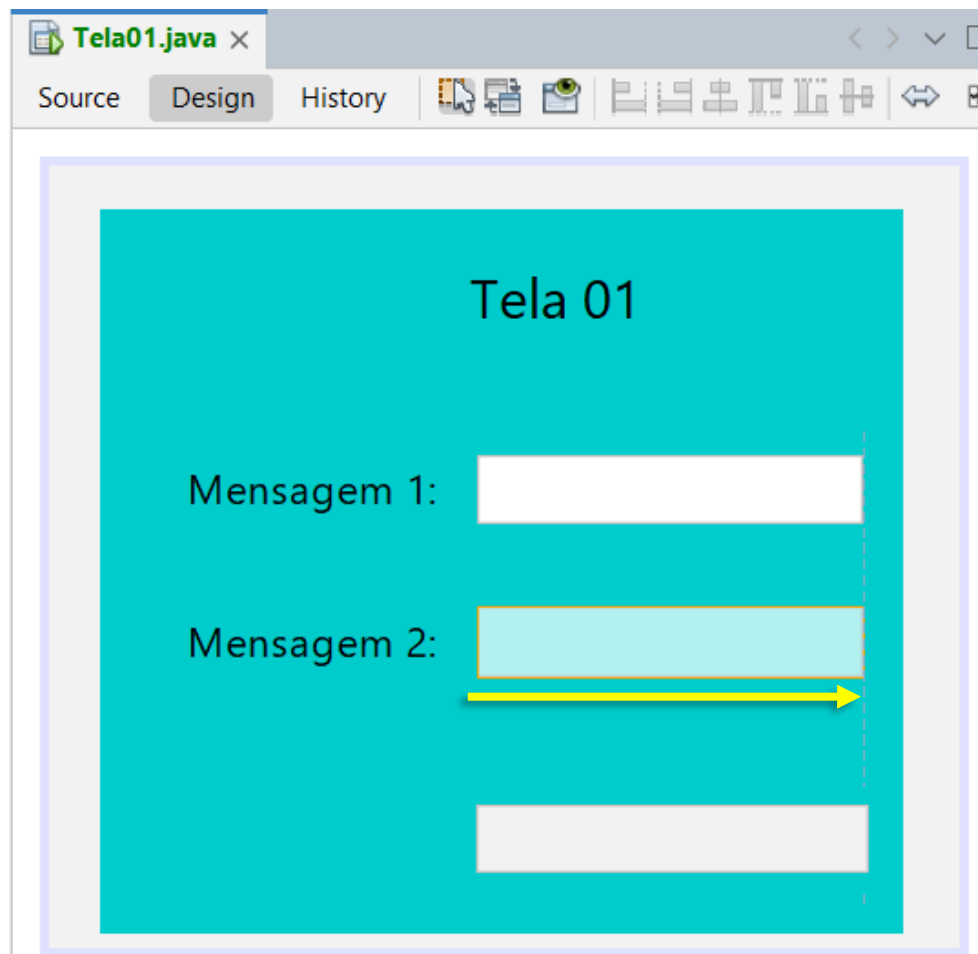 Tela01.java
Source Design History
Tela 01
Mensagem 1:
Mensagem 2: